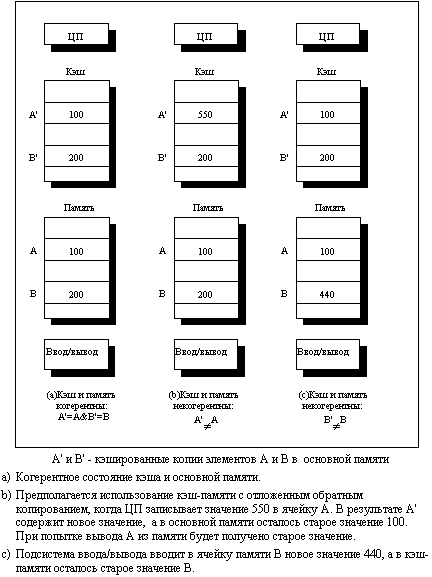 ЦП ЦП ЦП
Кэш Кэш Кэш
A' 100 A' 550 A' 100
B' 200 B' 200 B' 200
Память Память Память
A 100 A 100 A 100
B 200 B 200 B 440
Ввод/вывод Ввод/вывод Ввод/вывод
(a)Кэш и память (b)Кэш и память (c)Кэш и память
когерентны: некогерентны: некогерентны:
A'=A&B'=B A'≠A B'≠B
A' и B' - кэшированные копии элементов A и B в основной памяти
a) Когерентное состояние кэша и основной памяти.
b) Предполагается использование кэш-памяти с отложенным обратным
копированием, когда ЦП записывает значение 550 в ячейку A. В результате A'
содержит новое значение, а в основной памяти осталось старое значение 100.
При попытке вывода A из памяти будет получено старое значение.
c) Подсистема ввода/вывода вводит в ячейку памяти B новое значение 440, а в кэш-
памяти осталось старое значение B.